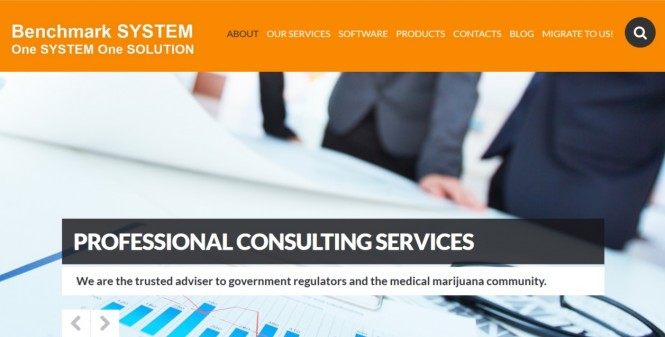 Benchmark SYSTEM
One SYSTEM One SOLUTION
ABOUT OUR SERVICES SOFTWARE PRODUCTS CONTACTS BLOG MIGRATE TO US!
PROFESSIONAL CONSULTING SERVICES
We are the trusted adviser to government regulators and the medical marijuana community.